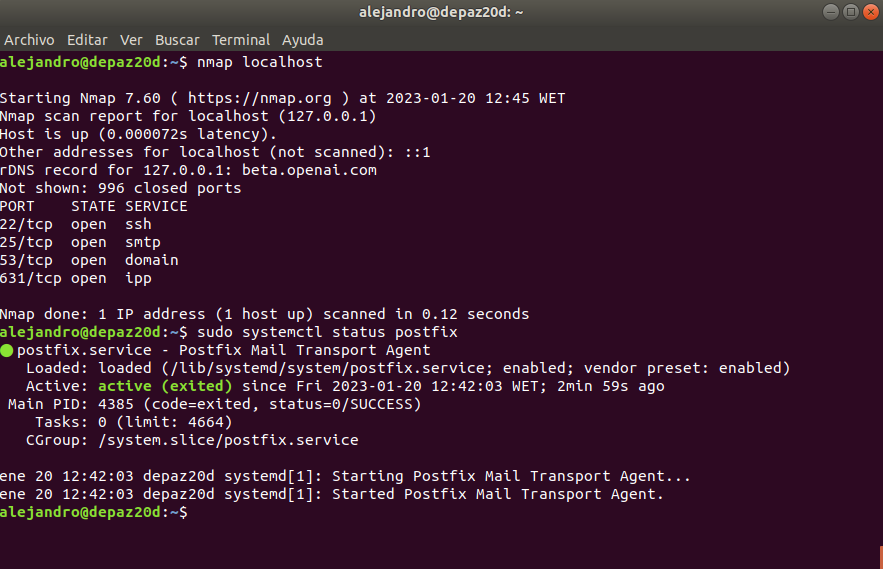 alejandro@depaz20d: ~
Archivo Editar Ver Buscar Terminal Ayuda
alejandro@depaz20d:~$ nmap localhost
Starting Nmap 7.60 ( https://nmap.org ) at 2023-01-20 12:45 WET
Nmap scan report for localhost (127.0.0.1)
Host is up (0.000072s latency).
Other addresses for localhost (not scanned): ::1
rDNS record for 127.0.0.1: beta.openai.com
Not shown: 996 closed ports
PORT    STATE SERVICE
22/tcp  open  ssh
25/tcp  open  smtp
53/tcp  open  domain
631/tcp open  ipp
Nmap done: 1 IP address (1 host up) scanned in 0.12 seconds
alejandro@depaz20d:~$ sudo systemctl status postfix
● postfix.service - Postfix Mail Transport Agent
   Loaded: loaded (/lib/systemd/system/postfix.service; enabled; vendor preset: enabled)
   Active: active (exited) since Fri 2023-01-20 12:42:03 WET; 2min 59s ago
 Main PID: 4385 (code=exited, status=0/SUCCESS)
    Tasks: 0 (limit: 4664)
   CGroup: /system.slice/postfix.service
ene 20 12:42:03 depaz20d systemd[1]: Starting Postfix Mail Transport Agent...
ene 20 12:42:03 depaz20d systemd[1]: Started Postfix Mail Transport Agent.
alejandro@depaz20d:~$